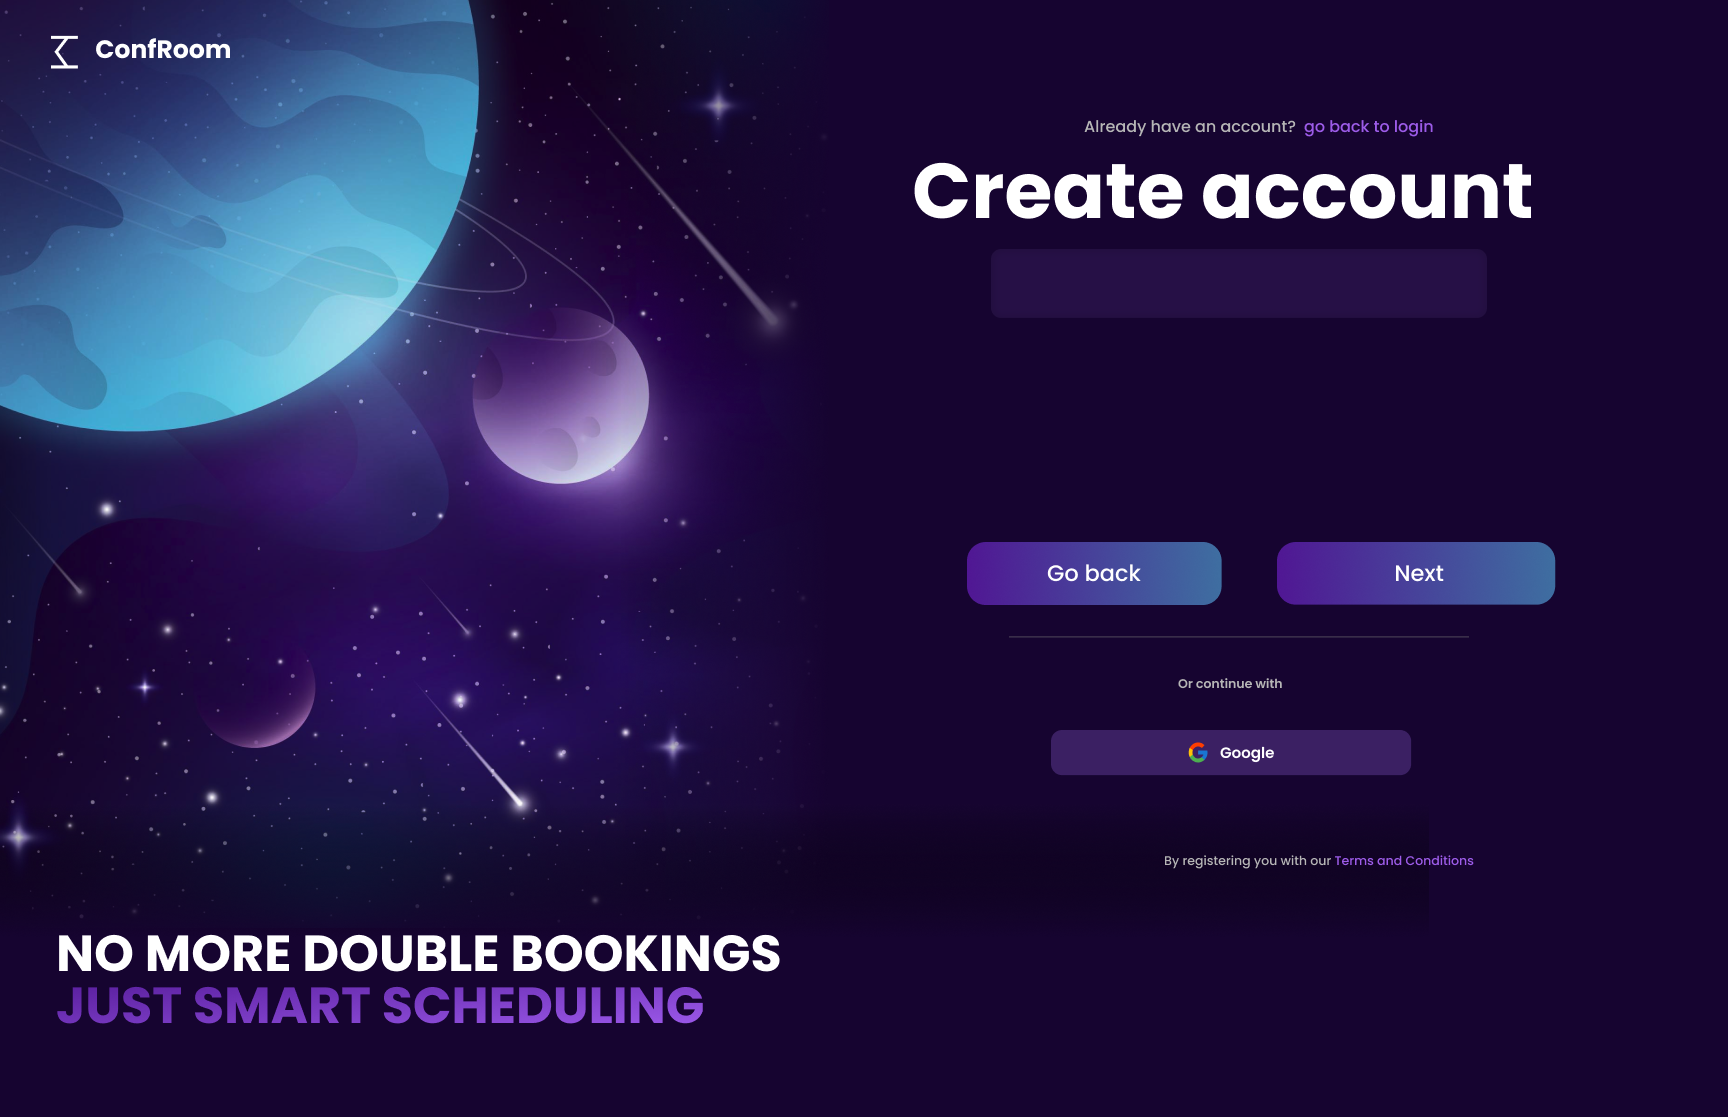 ConfRoom
Already have an account? go back to login
Create account
Go back
Next
Or continue with
Google
By registering you with our Terms and Conditions
NO MORE DOUBLE BOOKINGS
JUST SMART SCHEDULING